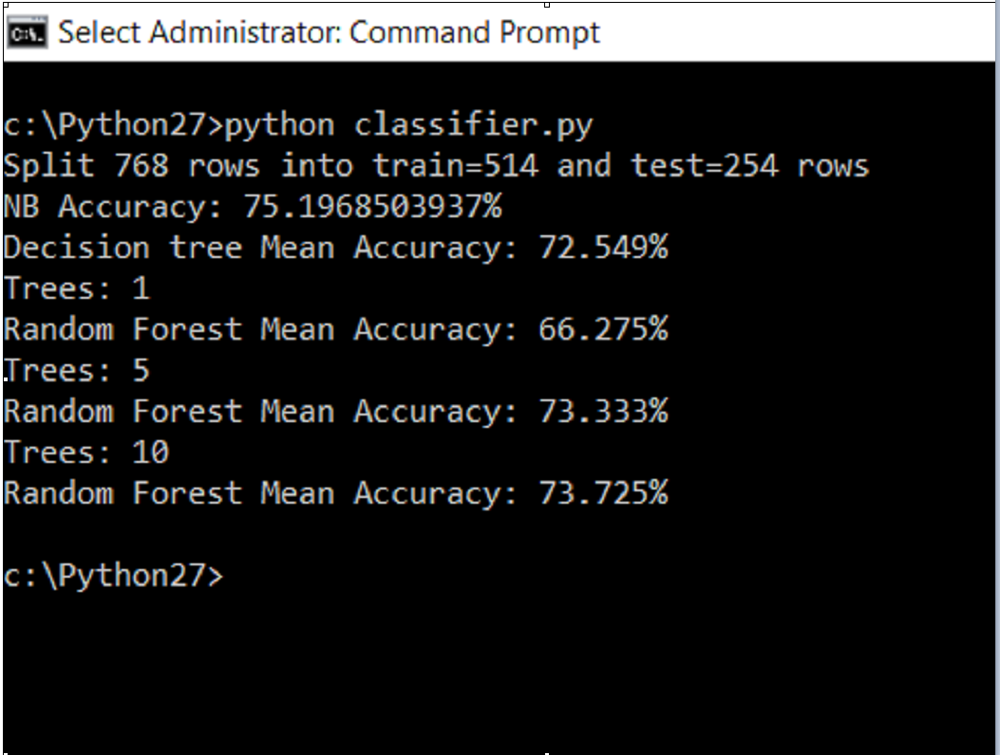 C:\.
Select Administrator: Command Prompt
c:\Python27>python classifier.py
Split 768 rows into train=514 and test=254 rows
NB Accuracy: 75.1968503937%
Decision tree Mean Accuracy: 72.549%
Trees: 1
Random Forest Mean Accuracy: 66.275%
Trees: 5
Random Forest Mean Accuracy: 73.333%
Trees: 10
Random Forest Mean Accuracy: 73.725%
c:\Python27>